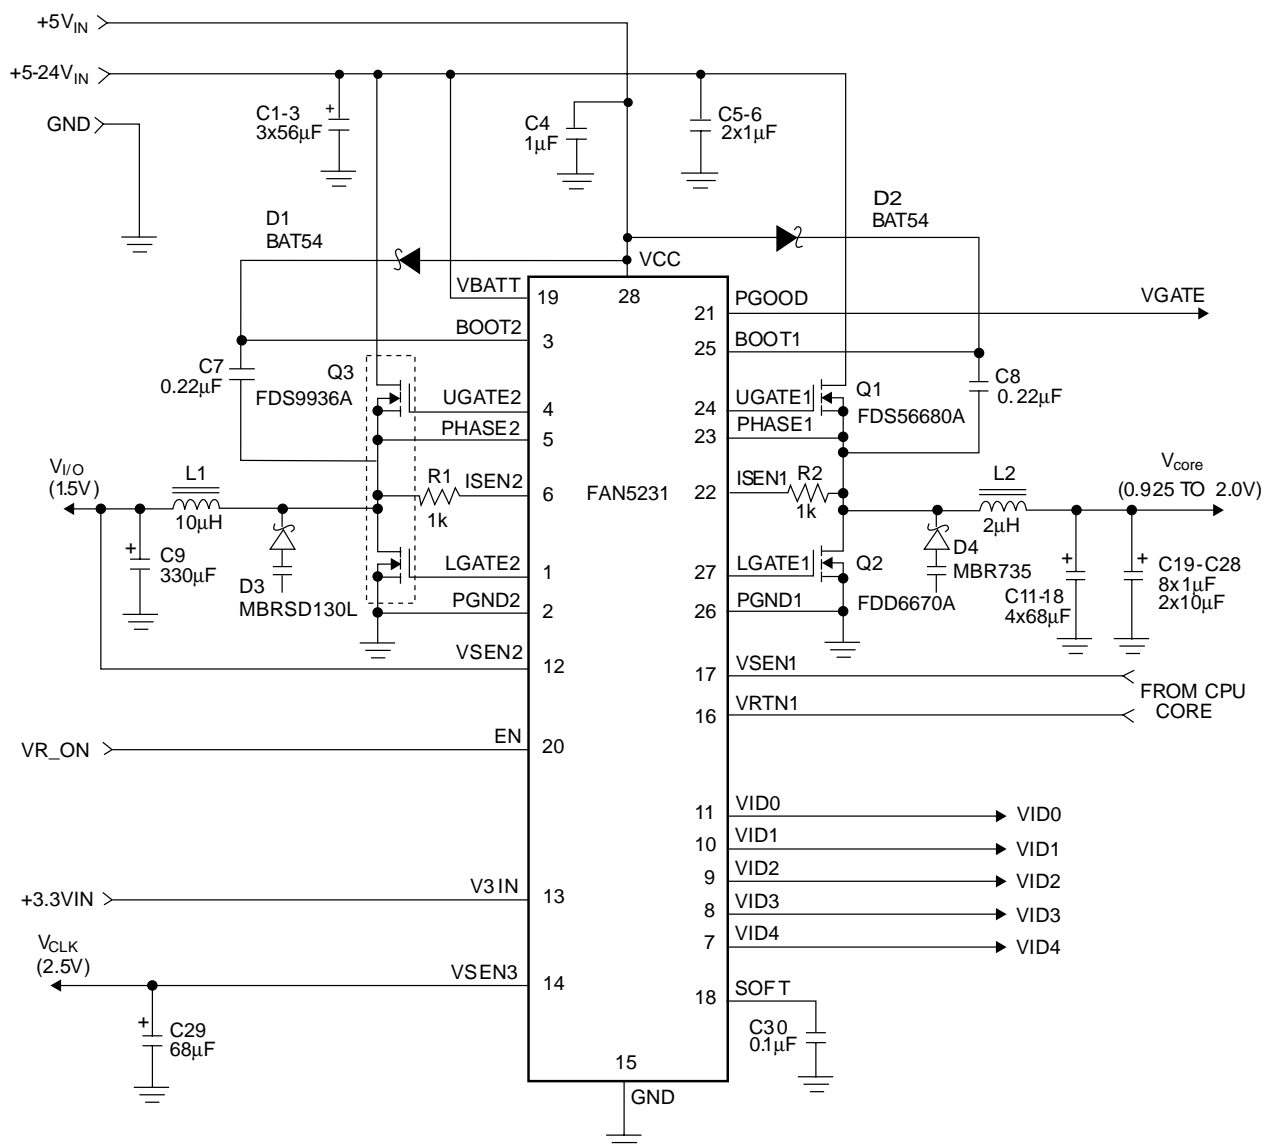 +5VIN
+5-24VIN
GND
C1-3
3x56µF
+
C4
1µF
C5-6
2x1µF
D1
BAT54
D2
BAT54
VCC
28
VBATT
19
BOOT2
3
C7
0.22µF
Q3
FDS9936A
UGATE2
4
PHASE2
5
VI/O
(1.5V)
L1
10µH
R1
1k
ISEN2
6
+
C9
330µF
D3
MBRSD130L
LGATE2
1
PGND2
2
VSEN2
12
VR_ON
EN
20
+3.3VIN
V3IN
13
VCLK
(2.5V)
VSEN3
14
+
C29
68µF
FAN5231
15
GND
21
PGOOD
VGATE
25
BOOT1
C8
0.22µF
24
UGATE1
Q1
FDS56680A
23
PHASE1
22
ISEN1
R2
1k
L2
2µH
Vcore
(0.925 TO 2.0V)
27
LGATE1
Q2
FDD6670A
D4
MBR735
+
C11-18
4x68µF
+
C19-C28
8x1µF
2x10µF
26
PGND1
17
VSEN1
16
VRTN1
FROM CPU
CORE
11
VID0
VID0
10
VID1
VID1
9
VID2
VID2
8
VID3
VID3
7
VID4
VID4
18
SOFT
C30
0.1µF